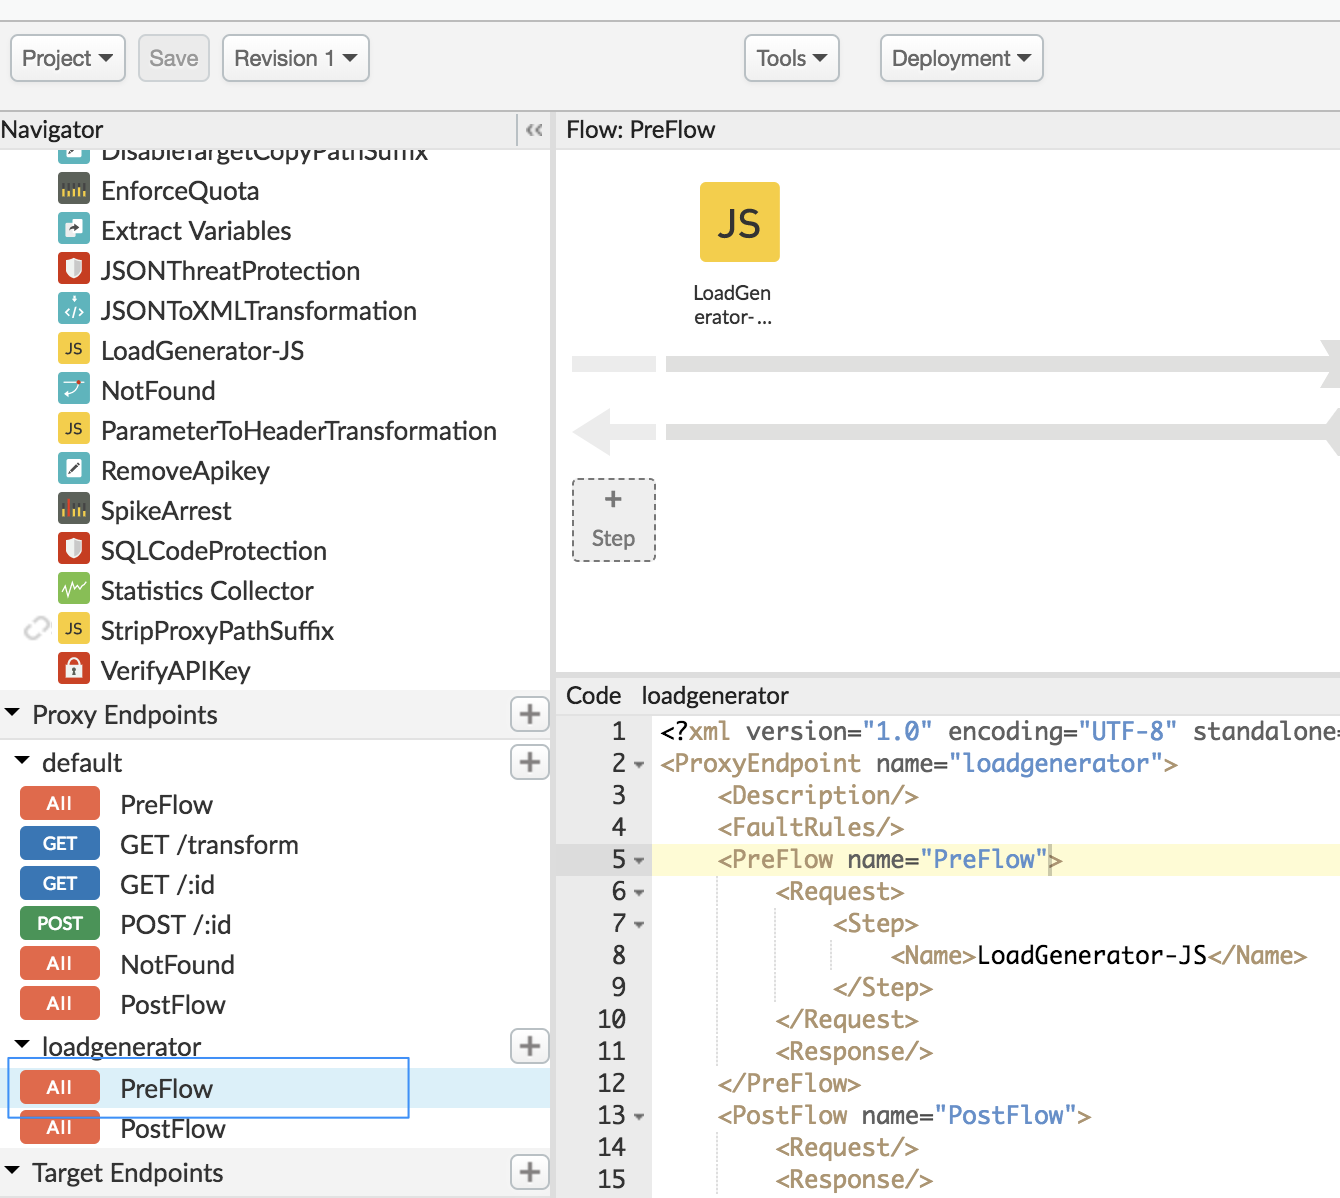 Project Save Revision 1 Tools Deployment
Navigator «
DisableTargetCopyPathSuffix
EnforceQuota
Extract Variables
JSONThreatProtection
JSONToXMLTransformation
JS LoadGenerator-JS
NotFound
JS ParameterToHeaderTransformation
RemoveApikey
SpikeArrest
SQLCodeProtection
Statistics Collector
JS StripProxyPathSuffix
VerifyAPIKey
Proxy Endpoints +
default +
All PreFlow
GET GET /transform
GET GET /:id
POST POST /:id
All NotFound
All PostFlow
loadgenerator +
All PreFlow
All PostFlow
Target Endpoints +
Flow: PreFlow
JS
LoadGen
erator-...
+
Step
Code loadgenerator
1 <?xml version="1.0" encoding="UTF-8" standalone=
2 <ProxyEndpoint name="loadgenerator">
3 <Description/>
4 <FaultRules/>
5 <PreFlow name="PreFlow">
6 <Request>
7 <Step>
8 <Name>LoadGenerator-JS</Name>
9 </Step>
10 </Request>
11 <Response/>
12 </PreFlow>
13 <PostFlow name="PostFlow">
14 <Request/>
15 <Response/>